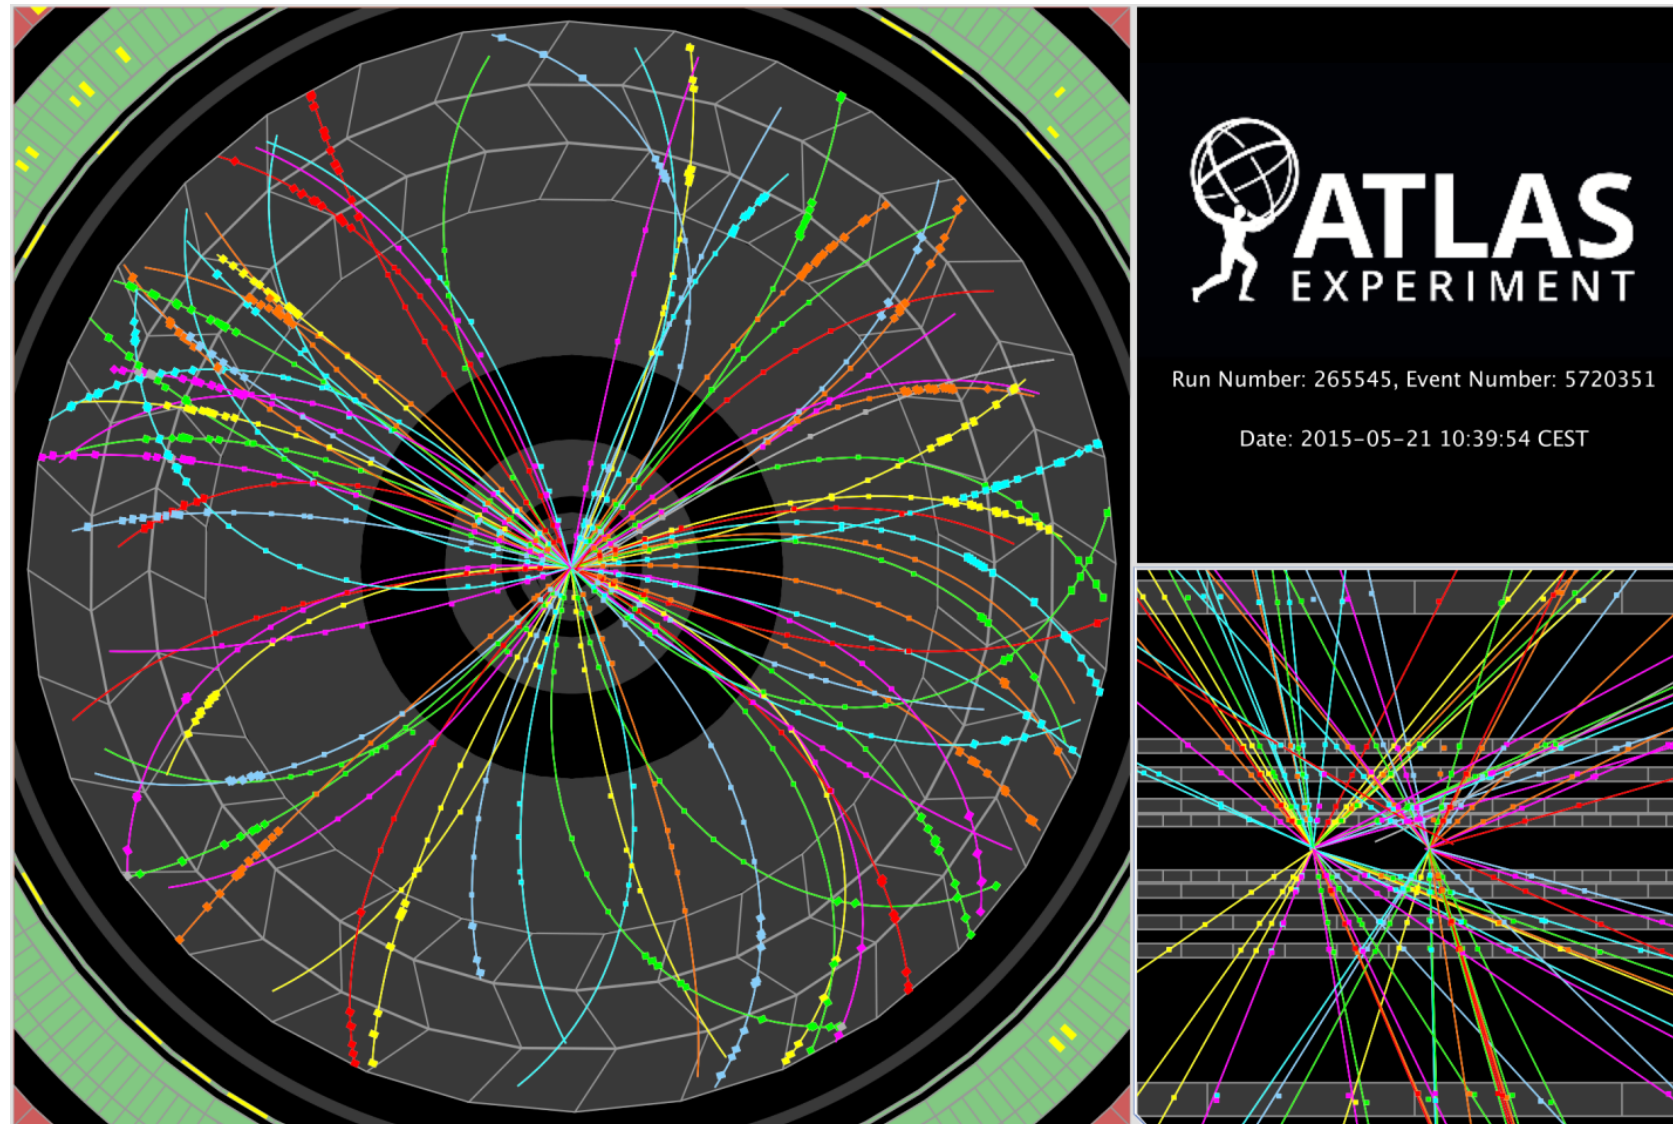 ATLAS
EXPERIMENT
Run Number: 265545, Event Number: 5720351
Date: 2015-05-21 10:39:54 CEST